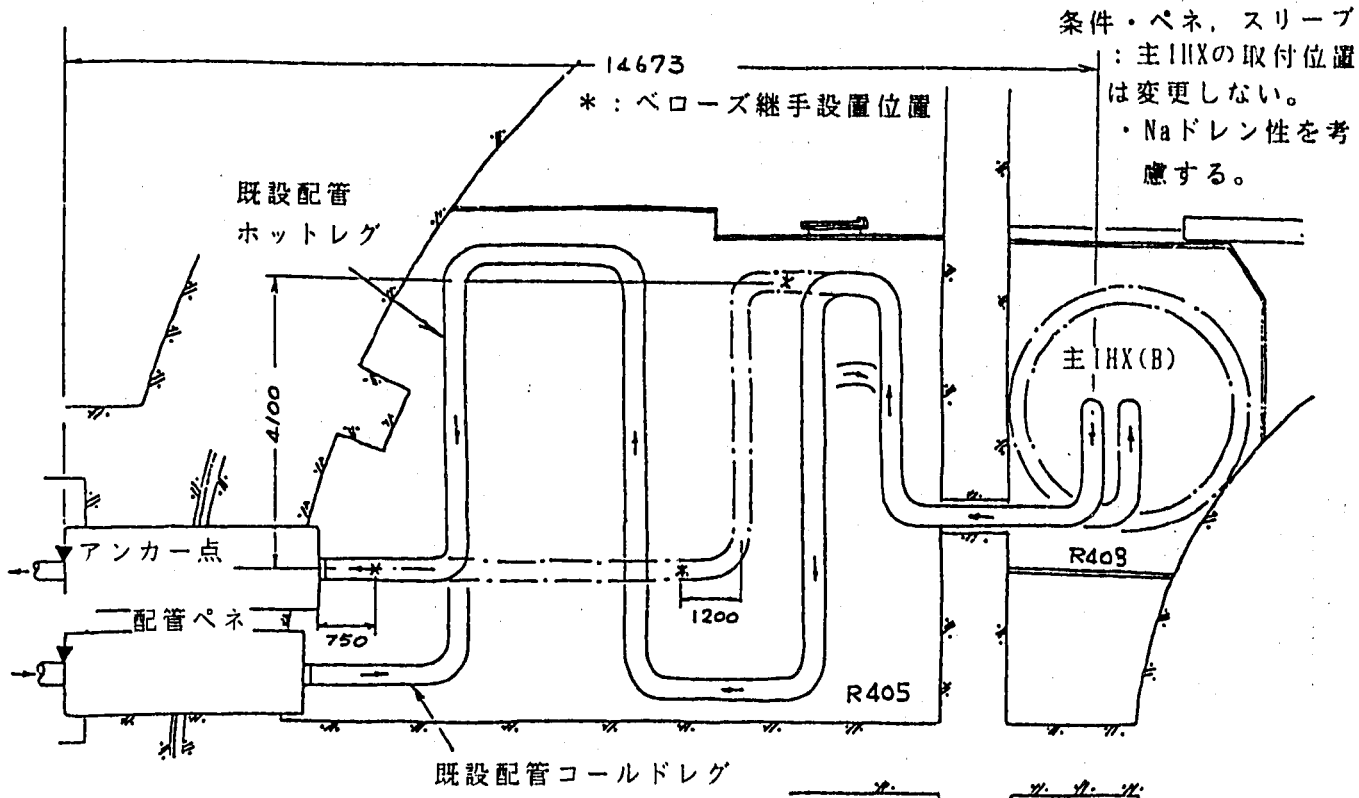 条件・ペネ，スリーブ
：主IHXの取付位置
は変更しない。
・Naドレン性を考
慮する。
14673
＊：ベローズ継手設置位置
既設配管
ホットレグ
4100
主IHX(B)
アンカー点
R403
配管ペネ
750
1200
R405
既設配管コールドレグ